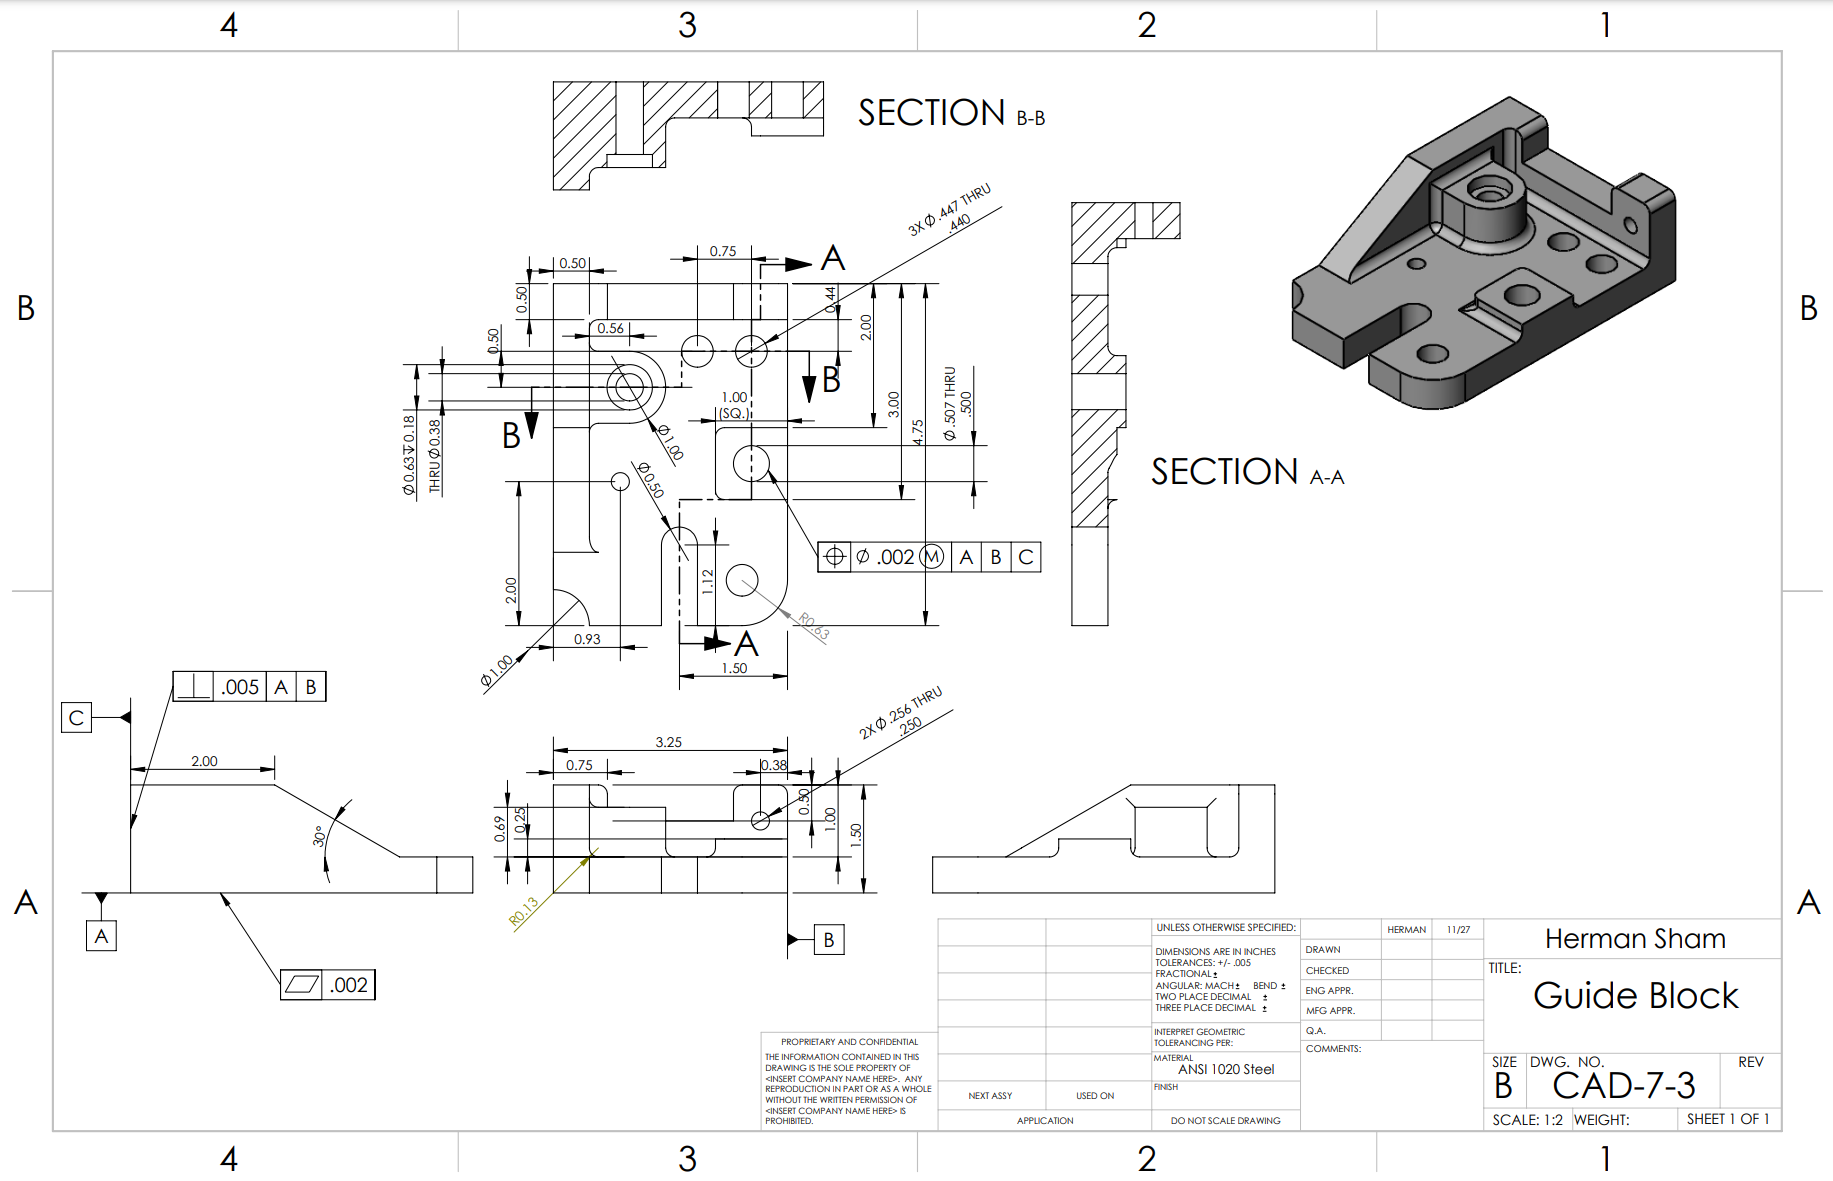 4 3 2 1
SECTION B-B
3X Ø .447 THRU
.440
0.75
A
0.50
0.50
0.44
B
B
0.56
2.00
0.50
B
1.00
(SQ.)
3.00
Ø .507 THRU
.500
4.75
Ø 0.63 ↧ 0.18
THRU Ø 0.38
B
Ø1.00
Ø0.50
SECTION A-A
⌖ Ø .002 Ⓜ A B C
2.00
1.12
R0.63
0.93
A
Ø1.00
1.50
⊥ .005 A B
C
2X Ø .256 THRU
.250
3.25
2.00
0.75
0.38
0.50
0.69
0.25
1.00
1.50
30°
R0.13
A
A
A
B
⏥ .002
UNLESS OTHERWISE SPECIFIED:
DIMENSIONS ARE IN INCHES
TOLERANCES: +/- .005
FRACTIONAL ±
ANGULAR: MACH ± BEND ±
TWO PLACE DECIMAL ±
THREE PLACE DECIMAL ±
INTERPRET GEOMETRIC
TOLERANCING PER:
MATERIAL
ANSI 1020 Steel
FINISH
DO NOT SCALE DRAWING
HERMAN 11/27
DRAWN
CHECKED
ENG APPR.
MFG APPR.
Q.A.
COMMENTS:
Herman Sham
TITLE:
Guide Block
SIZE DWG. NO. REV
B CAD-7-3
SCALE: 1:2 WEIGHT: SHEET 1 OF 1
PROPRIETARY AND CONFIDENTIAL
THE INFORMATION CONTAINED IN THIS
DRAWING IS THE SOLE PROPERTY OF
<INSERT COMPANY NAME HERE>. ANY
REPRODUCTION IN PART OR AS A WHOLE
WITHOUT THE WRITTEN PERMISSION OF
<INSERT COMPANY NAME HERE> IS
PROHIBITED.
NEXT ASSY USED ON
APPLICATION
4 3 2 1